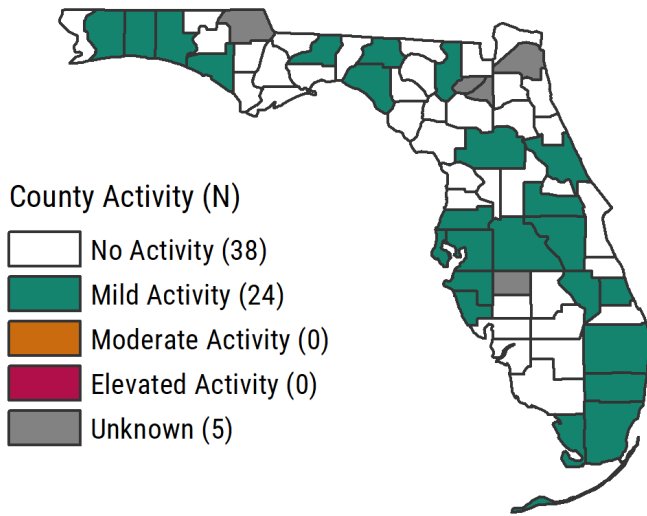 County Activity (N)
No Activity (38)
Mild Activity (24)
Moderate Activity (0)
Elevated Activity (0)
Unknown (5)